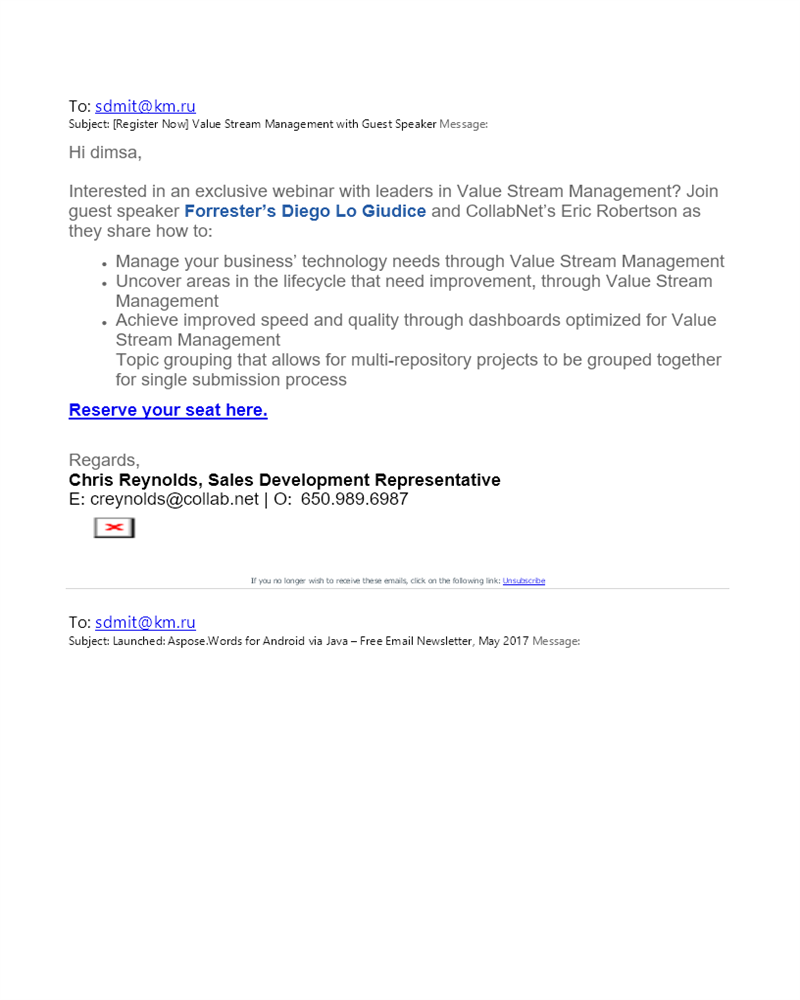 To: sdmit@km.ru
Subject: [Register Now] Value Stream Management with Guest Speaker Message:
Hi dimsa,
Interested in an exclusive webinar with leaders in Value Stream Management? Join
guest speaker Forrester’s Diego Lo Giudice and CollabNet’s Eric Robertson as
they share how to:
• Manage your business’ technology needs through Value Stream Management
• Uncover areas in the lifecycle that need improvement, through Value Stream
Management
• Achieve improved speed and quality through dashboards optimized for Value
Stream Management
Topic grouping that allows for multi-repository projects to be grouped together
for single submission process
Reserve your seat here.
Regards,
Chris Reynolds, Sales Development Representative
E: creynolds@collab.net | O: 650.989.6987
If you no longer wish to receive these emails, click on the following link: Unsubscribe
To: sdmit@km.ru
Subject: Launched: Aspose.Words for Android via Java – Free Email Newsletter, May 2017 Message: